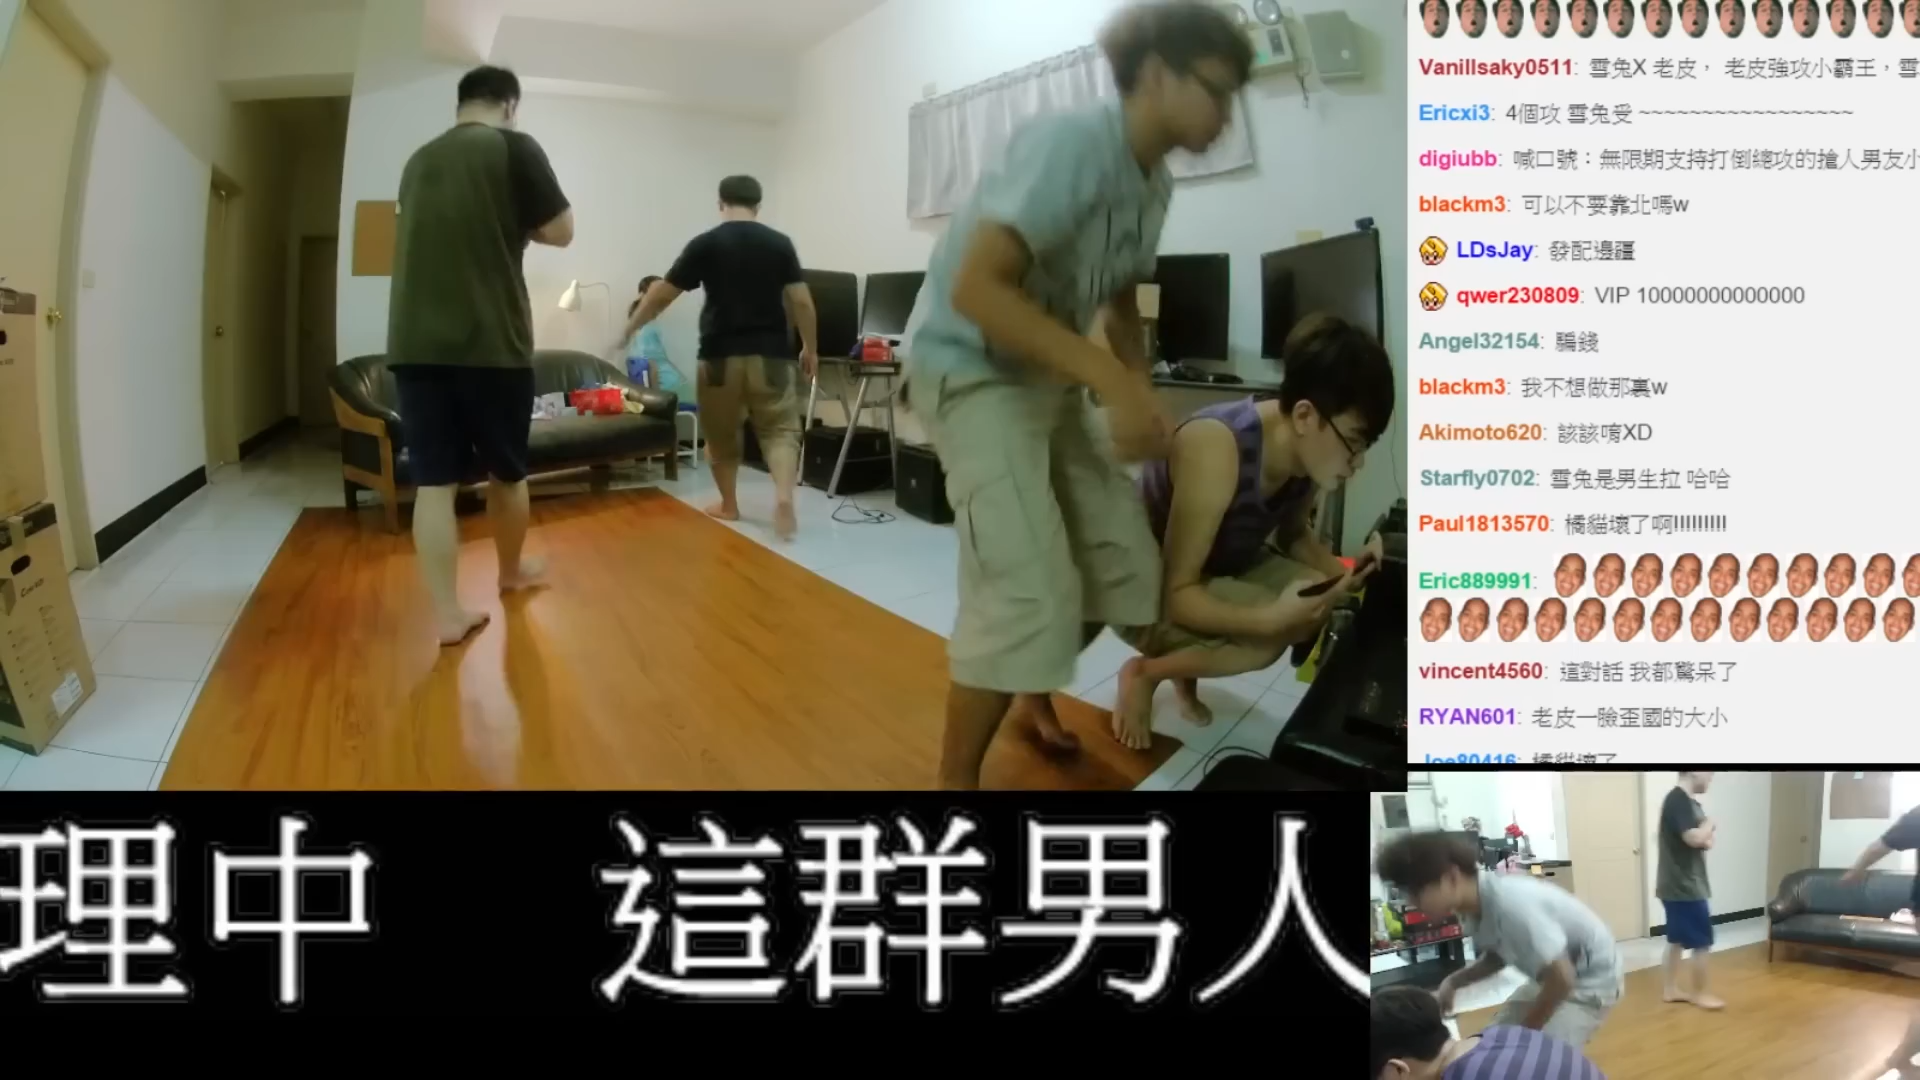 Vanillsaky0511: 雪兔X 老皮， 老皮強攻小霸王，雪
Ericxi3: 4個攻 雪兔受 ~~~~~~~~~~~~~~~~~
digiubb: 喊口號：無限期支持打倒總攻的搶人男友小
blackm3: 可以不要靠北嗎w
LDsJay: 發配邊疆
qwer230809: VIP 10000000000000
Angel32154: 騙錢
blackm3: 我不想做那裏w
Akimoto620: 該該唷XD
Starfly0702: 雪兔是男生拉 哈哈
Paul1813570: 橘貓壞了啊!!!!!!!!!
Eric889991:
vincent4560: 這對話 我都驚呆了
RYAN601: 老皮一臉歪國的大小
Joe80416: 橘貓壞了
理中 這群男人